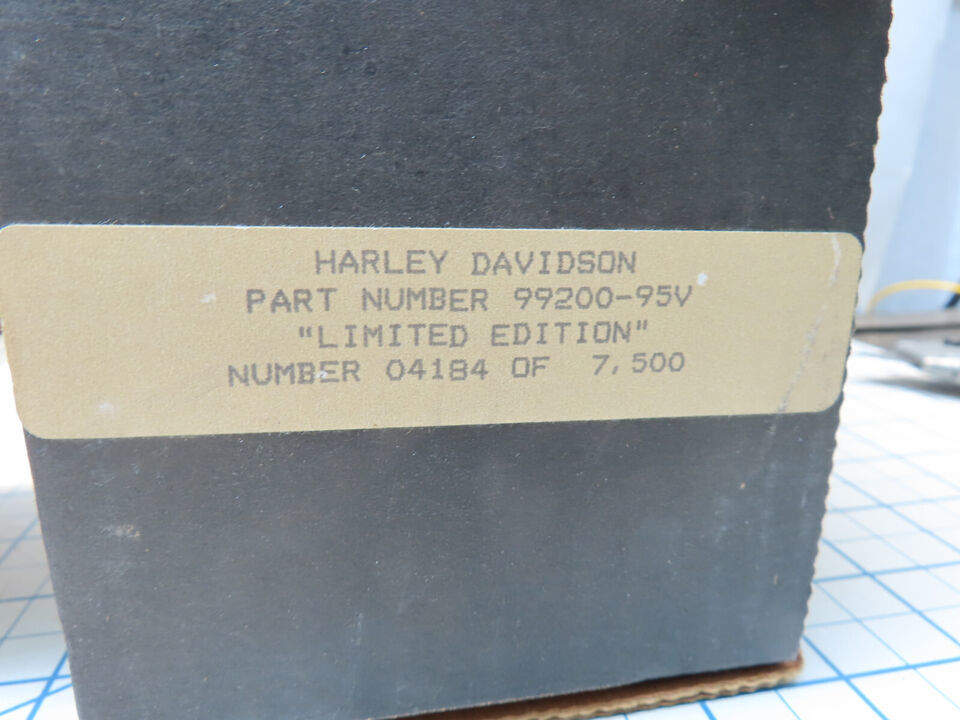 HARLEY DAVIDSON
PART NUMBER 99200-95V
"LIMITED EDITION"
NUMBER 04184 OF 7,500